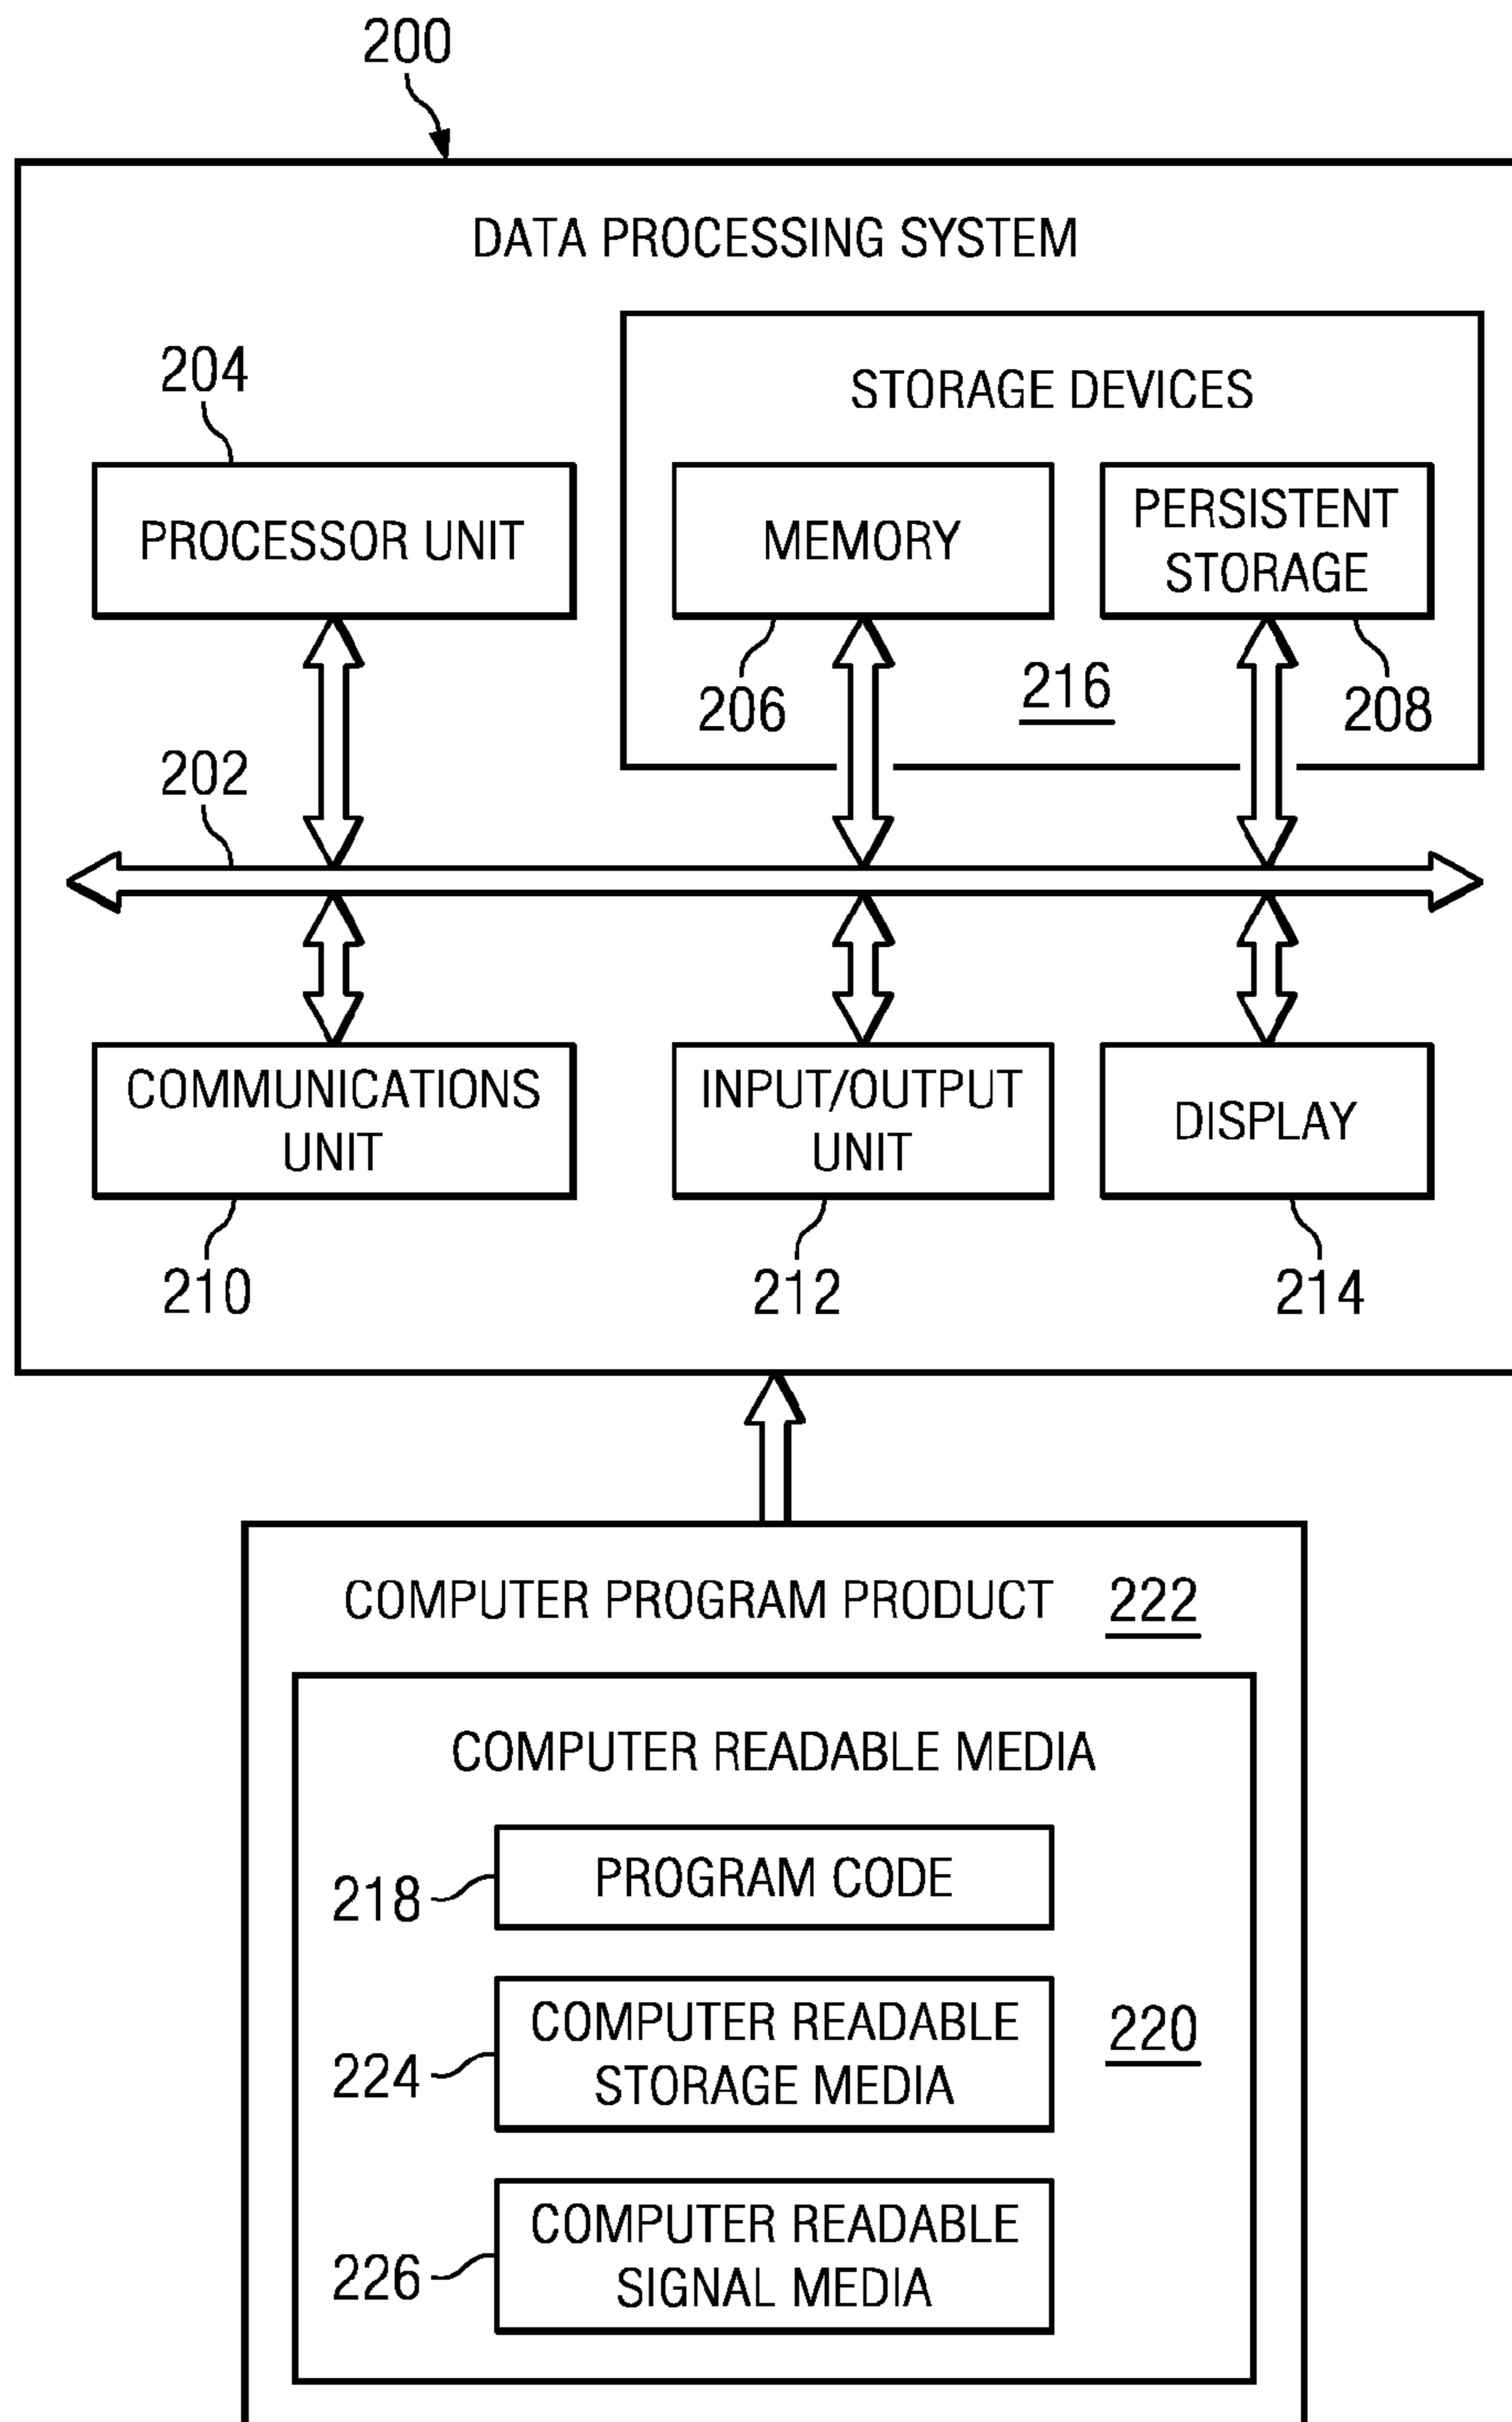 200
DATA PROCESSING SYSTEM
STORAGE DEVICES
204
PROCESSOR UNIT
MEMORY
PERSISTENT
STORAGE
206
216
208
202
COMMUNICATIONS
UNIT
INPUT/OUTPUT
UNIT
DISPLAY
210
212
214
COMPUTER PROGRAM PRODUCT 222
COMPUTER READABLE MEDIA
218
PROGRAM CODE
224
COMPUTER READABLE
STORAGE MEDIA
220
226
COMPUTER READABLE
SIGNAL MEDIA